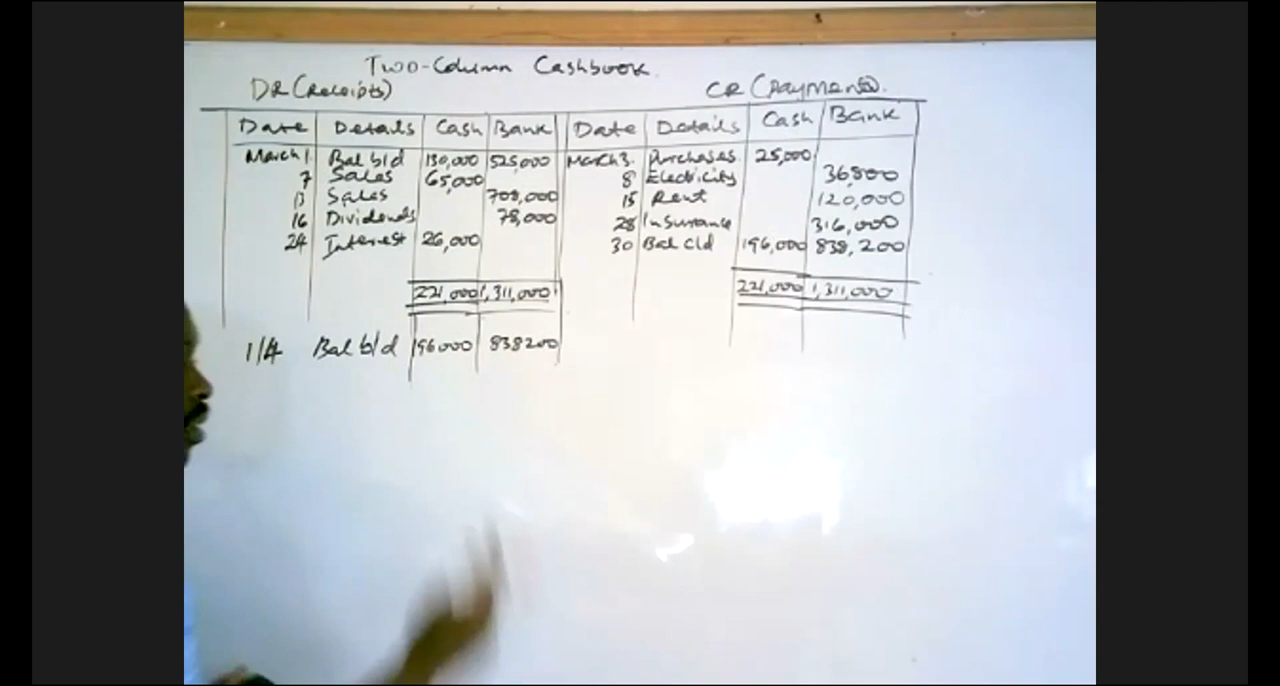 Two-Column Cashbook.
DR (Receipts) CR (Payments).
Date Details Cash Bank Date Details Cash Bank
March 1. Bal b/d 130,000 525,000 March 3. Purchases. 25,000
7 Sales 65,000 8 Electricity 36,800
13 Sales 708,000 15 Rent 120,000
16 Dividends 78,000 28 Insurance 316,000
24 Interest 26,000 30 Bal c/d 196,000 838,200
221,000 1,311,000 221,000 1,311,000
1/4 Bal b/d 196000 838200